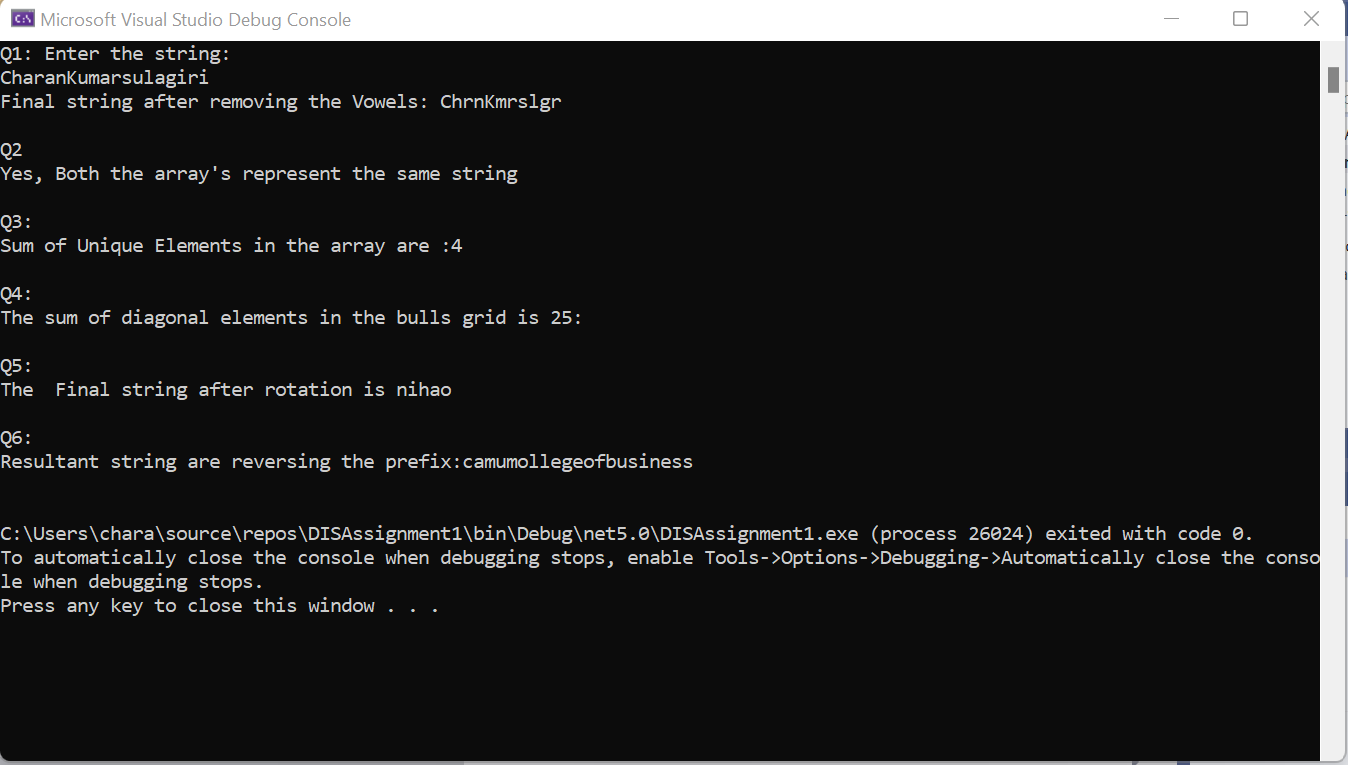 Microsoft Visual Studio Debug Console
Q1: Enter the string:
CharanKumarsulagiri
Final string after removing the Vowels: ChrnKmrslgr
Q2
Yes, Both the array's represent the same string
Q3:
Sum of Unique Elements in the array are :4
Q4:
The sum of diagonal elements in the bulls grid is 25:
Q5:
The  Final string after rotation is nihao
Q6:
Resultant string are reversing the prefix:camumollegeofbusiness
C:\Users\chara\source\repos\DISAssignment1\bin\Debug\net5.0\DISAssignment1.exe (process 26024) exited with code 0.
To automatically close the console when debugging stops, enable Tools->Options->Debugging->Automatically close the conso
le when debugging stops.
Press any key to close this window . . .